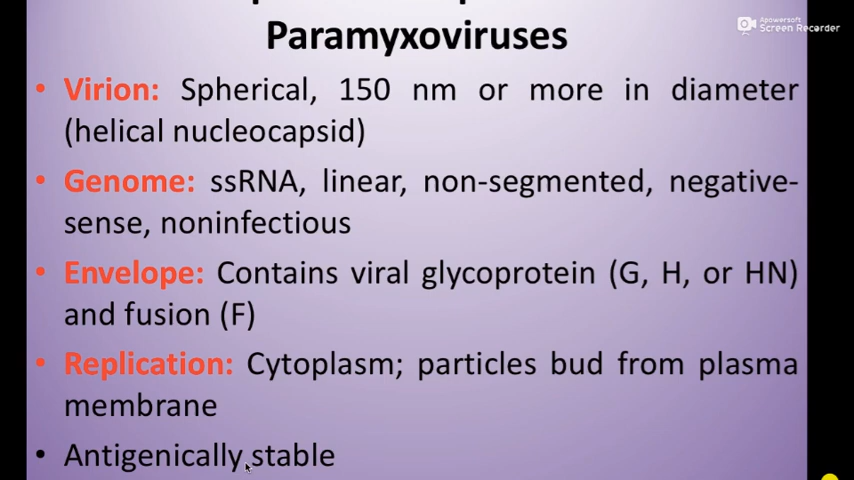 Paramyxoviruses
Apowersoft
Screen Recorder
• Virion: Spherical, 150 nm or more in diameter
(helical nucleocapsid)
• Genome: ssRNA, linear, non-segmented, negative-
sense, noninfectious
• Envelope: Contains viral glycoprotein (G, H, or HN)
and fusion (F)
• Replication: Cytoplasm; particles bud from plasma
membrane
• Antigenically stable